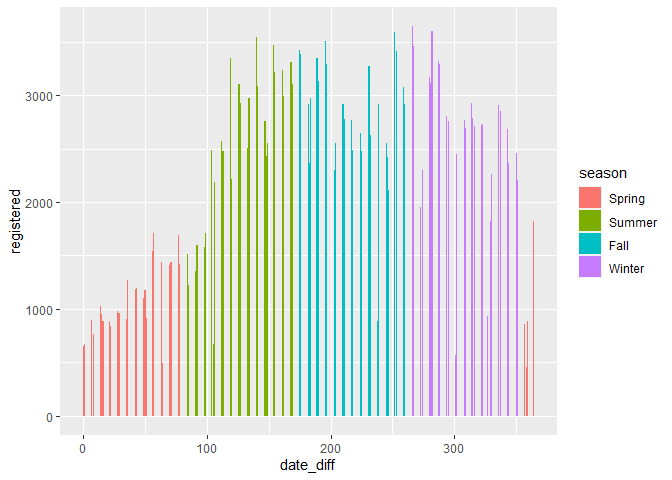 3000
2000
1000
0
registered
0
100
200
300
date_diff
season
Spring
Summer
Fall
Winter